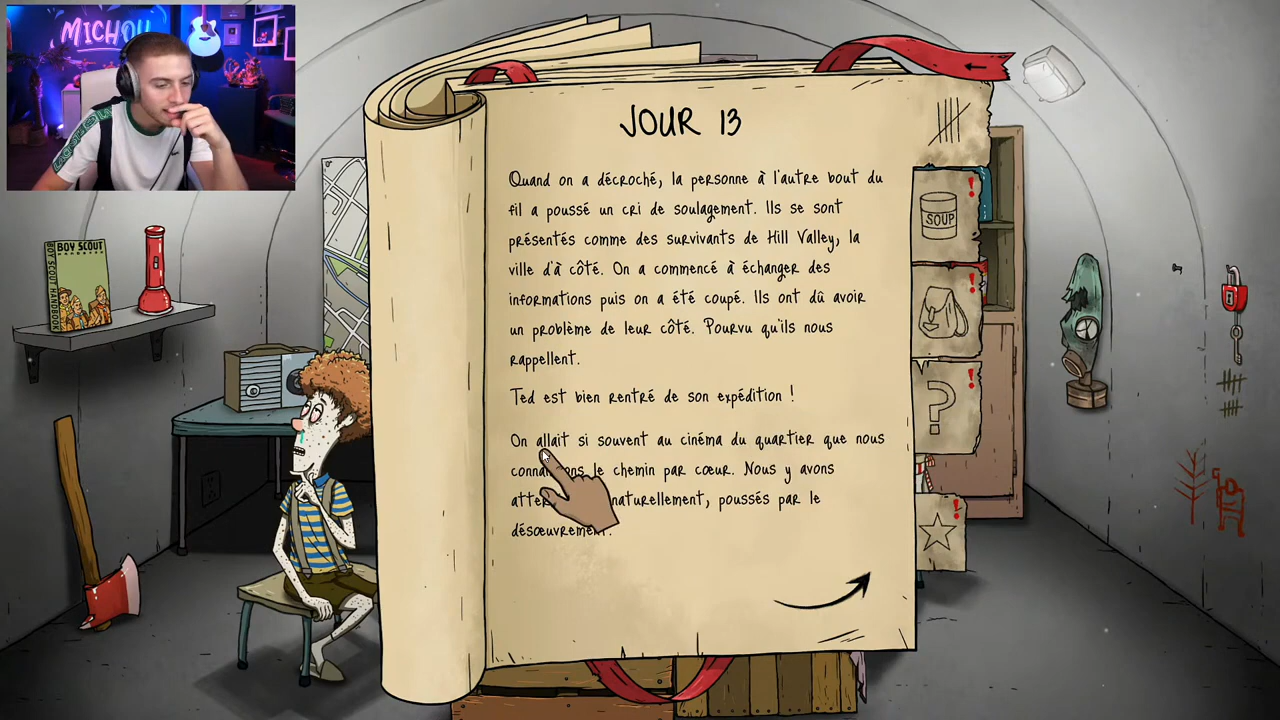 MICHOU
JOUR 13
Quand on a décroché, la personne à l'autre bout du
fil a poussé un cri de soulagement. Ils se sont
présentés comme des survivants de Hill Valley, la
ville d'à côté. On a commencé à échanger des
informations puis on a été coupé. Ils ont dû avoir
un problème de leur côté. Pourvu qu'ils nous
rappellent.
Ted est bien rentré de son expédition !
On allait si souvent au cinéma du quartier que nous
le chemin par cœur. Nous y avons
naturellement, poussés par le
désœuvrement.
SOUP
!
!
!
?
!
BOY SCOUT
HANDBOOK
BOY SCOUT HANDBOOK